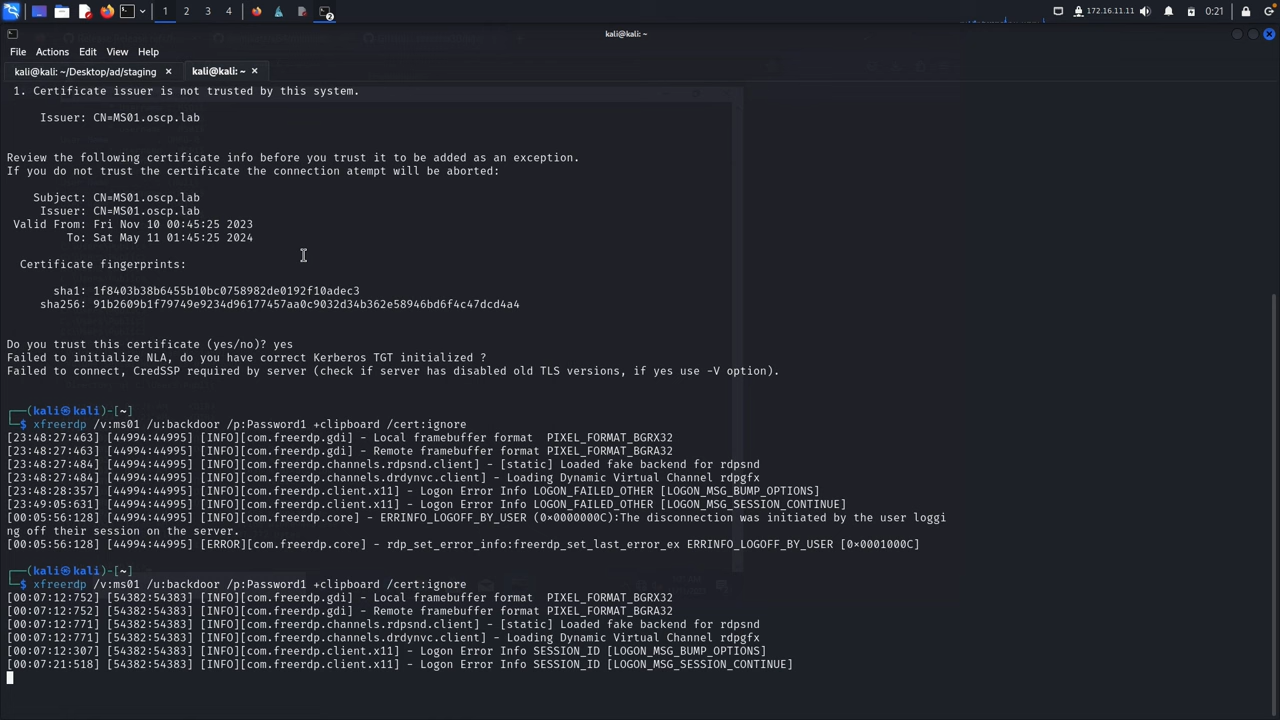 1 2 3 4 2 172.16.11.11 0:21
kali@kali: ~
File Actions Edit View Help
kali@kali: ~/Desktop/ad/staging × kali@kali: ~ ×
1. Certificate issuer is not trusted by this system.
Issuer: CN=MS01.oscp.lab
Review the following certificate info before you trust it to be added as an exception.
If you do not trust the certificate the connection atempt will be aborted:
Subject: CN=MS01.oscp.lab
Issuer: CN=MS01.oscp.lab
Valid From: Fri Nov 10 00:45:25 2023
To: Sat May 11 01:45:25 2024
Certificate fingerprints:
sha1: 1f8403b38b6455b10bc0758982de0192f10adec3
sha256: 91b2609b1f79749e9234d96177457aa0c9032d34b362e58946bd6f4c47dcd4a4
Do you trust this certificate (yes/no)? yes
Failed to initialize NLA, do you have correct Kerberos TGT initialized ?
Failed to connect, CredSSP required by server (check if server has disabled old TLS versions, if yes use -V option).
┌──(kali㉿kali)-[~]
└─$ xfreerdp /v:ms01 /u:backdoor /p:Password1 +clipboard /cert:ignore
[23:48:27:463] [44994:44995] [INFO][com.freerdp.gdi] - Local framebuffer format  PIXEL_FORMAT_BGRX32
[23:48:27:463] [44994:44995] [INFO][com.freerdp.gdi] - Remote framebuffer format PIXEL_FORMAT_BGRA32
[23:48:27:484] [44994:44995] [INFO][com.freerdp.channels.rdpsnd.client] - [static] Loaded fake backend for rdpsnd
[23:48:27:484] [44994:44995] [INFO][com.freerdp.channels.drdynvc.client] - Loading Dynamic Virtual Channel rdpgfx
[23:48:28:357] [44994:44995] [INFO][com.freerdp.client.x11] - Logon Error Info LOGON_FAILED_OTHER [LOGON_MSG_BUMP_OPTIONS]
[23:49:05:631] [44994:44995] [INFO][com.freerdp.client.x11] - Logon Error Info LOGON_FAILED_OTHER [LOGON_MSG_SESSION_CONTINUE]
[00:05:56:128] [44994:44995] [INFO][com.freerdp.core] - ERRINFO_LOGOFF_BY_USER (0×0000000C):The disconnection was initiated by the user loggi
ng off their session on the server.
[00:05:56:128] [44994:44995] [ERROR][com.freerdp.core] - rdp_set_error_info:freerdp_set_last_error_ex ERRINFO_LOGOFF_BY_USER [0×0001000C]
┌──(kali㉿kali)-[~]
└─$ xfreerdp /v:ms01 /u:backdoor /p:Password1 +clipboard /cert:ignore
[00:07:12:752] [54382:54383] [INFO][com.freerdp.gdi] - Local framebuffer format  PIXEL_FORMAT_BGRX32
[00:07:12:752] [54382:54383] [INFO][com.freerdp.gdi] - Remote framebuffer format PIXEL_FORMAT_BGRA32
[00:07:12:771] [54382:54383] [INFO][com.freerdp.channels.rdpsnd.client] - [static] Loaded fake backend for rdpsnd
[00:07:12:771] [54382:54383] [INFO][com.freerdp.channels.drdynvc.client] - Loading Dynamic Virtual Channel rdpgfx
[00:07:12:307] [54382:54383] [INFO][com.freerdp.client.x11] - Logon Error Info SESSION_ID [LOGON_MSG_BUMP_OPTIONS]
[00:07:21:518] [54382:54383] [INFO][com.freerdp.client.x11] - Logon Error Info SESSION_ID [LOGON_MSG_SESSION_CONTINUE]